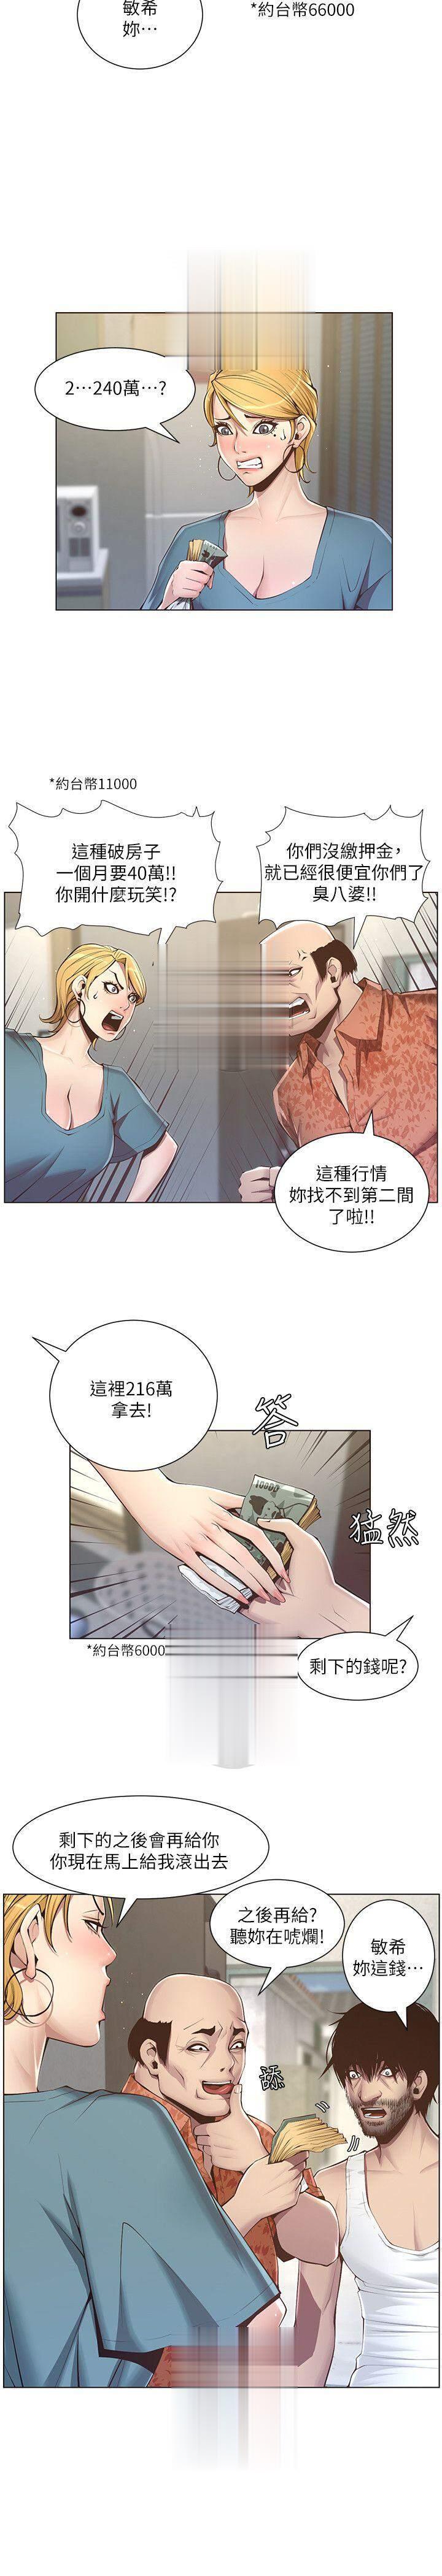 敏希
妳…
*約台幣66000
2…240萬…?
*約台幣11000
這種破房子
一個月要40萬!!
你開什麼玩笑!?
你們沒繳押金，
就已經很便宜你們了
臭八婆!!
這種行情
妳找不到第二間
了啦!!
這裡216萬
拿去!
答
10000
猛然
*約台幣6000
剩下的錢呢?
剩下的之後會再給你
你現在馬上給我滾出去
之後再給?
聽妳在唬爛!
敏希
妳這錢…
舔